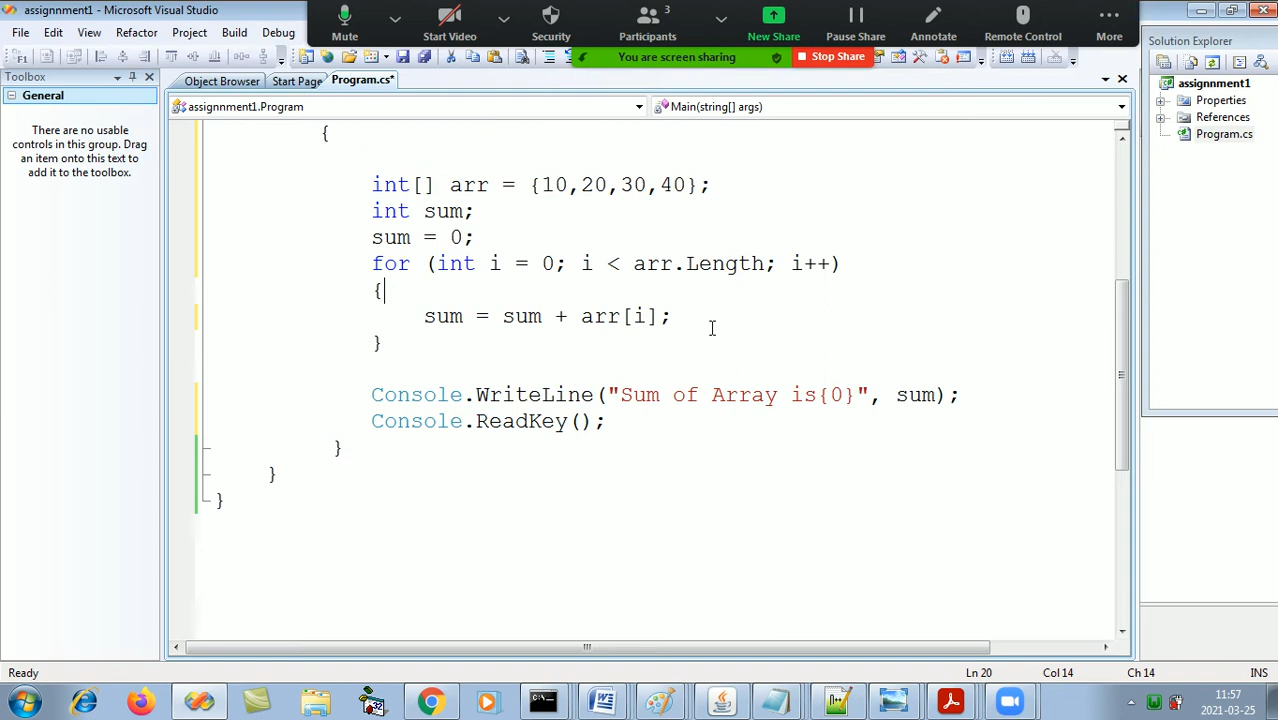 assignnment1 - Microsoft Visual Studio
Mute
Start Video
Security
3
Participants
New Share
Pause Share
Annotate
Remote Control
More
File Edit View Refactor Project Build Debug
You are screen sharing
Stop Share
Toolbox
General
There are no usable
controls in this group. Drag
an item onto this text to
add it to the toolbox.
Object Browser Start Page Program.cs*
assignnment1.Program
Main(string[] args)
{
int[] arr = {10,20,30,40};
int sum;
sum = 0;
for (int i = 0; i < arr.Length; i++)
{
sum = sum + arr[i];
}
Console.WriteLine("Sum of Array is{0}", sum);
Console.ReadKey();
}
}
}
Solution Explorer
assignnment1
Properties
References
Program.cs
Ready
Ln 20
Col 14
Ch 14
INS
11:57
2021-03-25